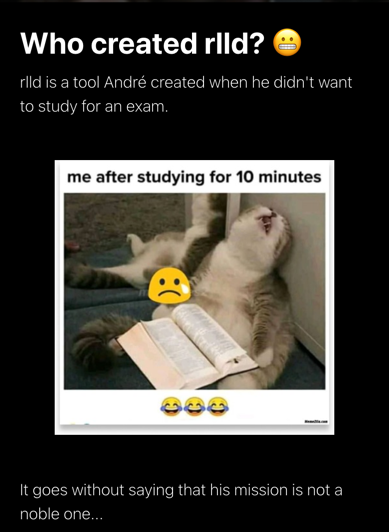 Who created rlld? 😬
rlld is a tool André created when he didn't want
to study for an exam.
me after studying for 10 minutes
It goes without saying that his mission is not a
noble one...